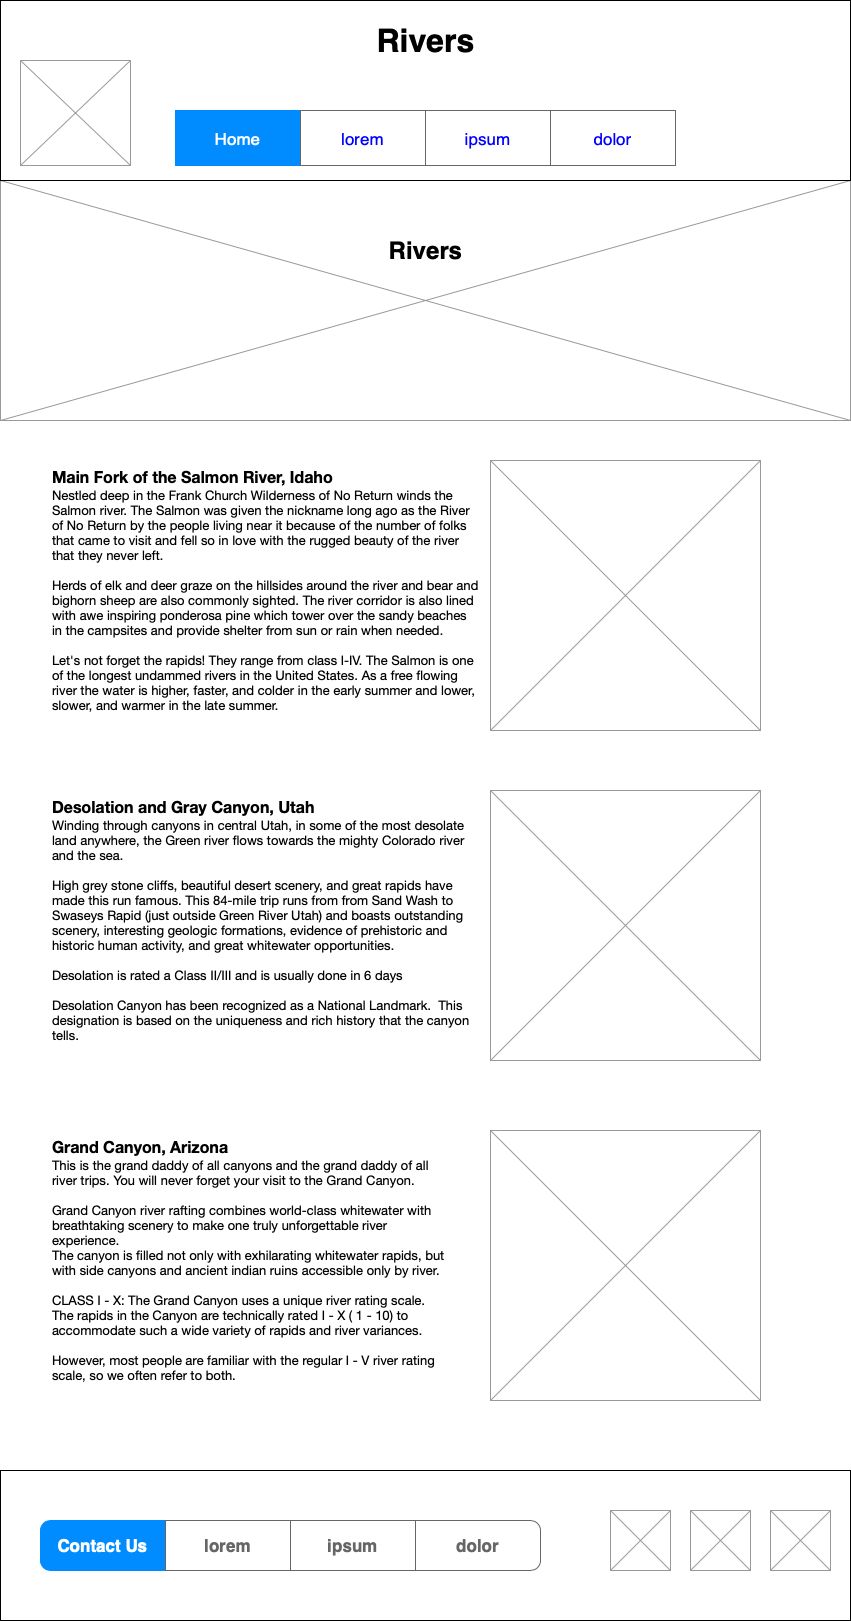 Rivers
Home
lorem
ipsum
dolor
Rivers
Main Fork of the Salmon River, Idaho
Nestled deep in the Frank Church Wilderness of No Return winds the
Salmon river. The Salmon was given the nickname long ago as the River
of No Return by the people living near it because of the number of folks
that came to visit and fell so in love with the rugged beauty of the river
that they never left.
Herds of elk and deer graze on the hillsides around the river and bear and
bighorn sheep are also commonly sighted. The river corridor is also lined
with awe inspiring ponderosa pine which tower over the sandy beaches
in the campsites and provide shelter from sun or rain when needed.
Let's not forget the rapids! They range from class I-IV. The Salmon is one
of the longest undammed rivers in the United States. As a free flowing
river the water is higher, faster, and colder in the early summer and lower,
slower, and warmer in the late summer.
Desolation and Gray Canyon, Utah
Winding through canyons in central Utah, in some of the most desolate
land anywhere, the Green river flows towards the mighty Colorado river
and the sea.
High grey stone cliffs, beautiful desert scenery, and great rapids have
made this run famous. This 84-mile trip runs from from Sand Wash to
Swaseys Rapid (just outside Green River Utah) and boasts outstanding
scenery, interesting geologic formations, evidence of prehistoric and
historic human activity, and great whitewater opportunities.
Desolation is rated a Class II/III and is usually done in 6 days
Desolation Canyon has been recognized as a National Landmark.  This
designation is based on the uniqueness and rich history that the canyon
tells.
Grand Canyon, Arizona
This is the grand daddy of all canyons and the grand daddy of all
river trips. You will never forget your visit to the Grand Canyon.
Grand Canyon river rafting combines world-class whitewater with
breathtaking scenery to make one truly unforgettable river
experience.
The canyon is filled not only with exhilarating whitewater rapids, but
with side canyons and ancient indian ruins accessible only by river.
CLASS I - X: The Grand Canyon uses a unique river rating scale.
The rapids in the Canyon are technically rated I - X ( 1 - 10) to
accommodate such a wide variety of rapids and river variances.
However, most people are familiar with the regular I - V river rating
scale, so we often refer to both.
Contact Us
lorem
ipsum
dolor